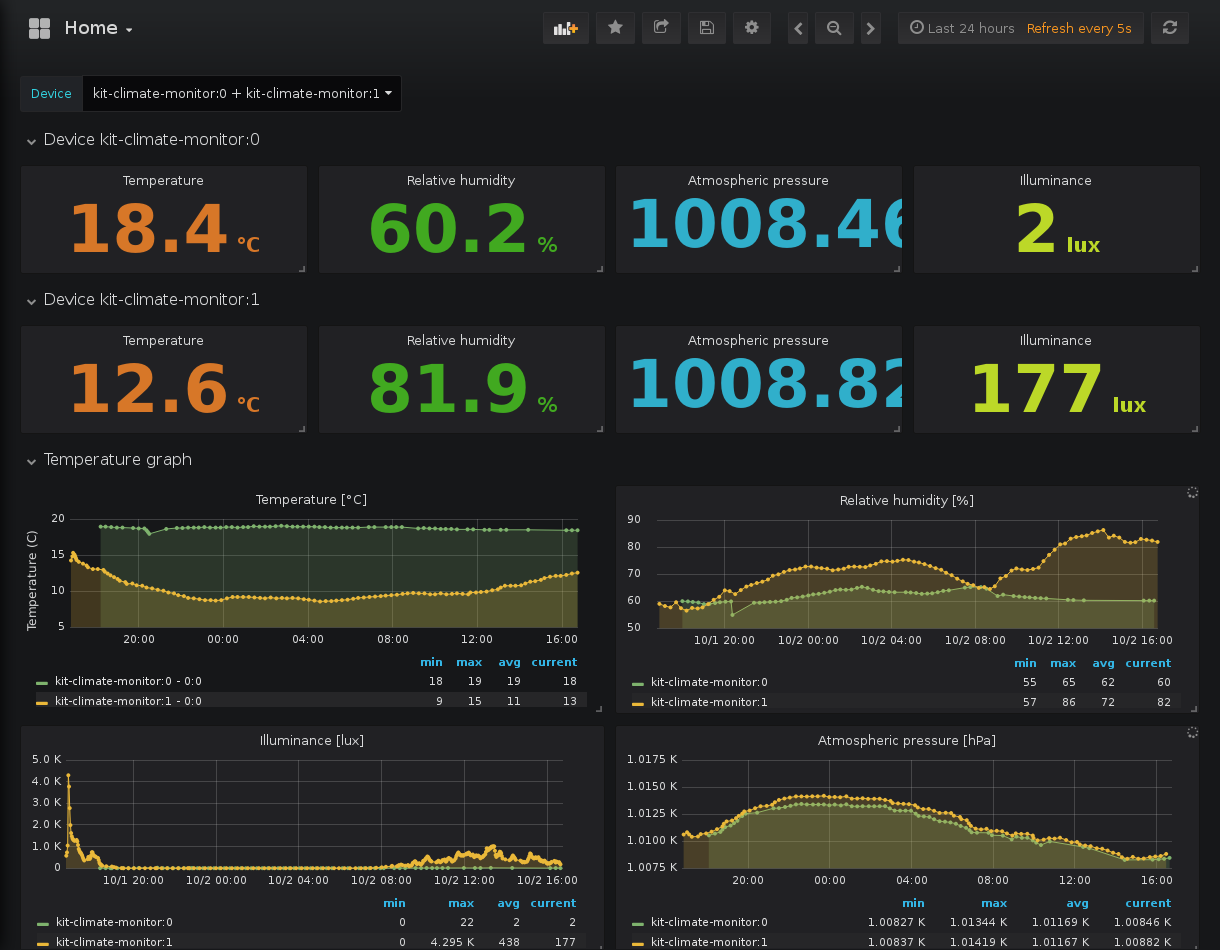 Home
Last 24 hours Refresh every 5s
Device kit-climate-monitor:0 + kit-climate-monitor:1
Device kit-climate-monitor:0
Temperature Relative humidity Atmospheric pressure Illuminance
18.4 °C 60.2 % 1008.46 2 lux
Device kit-climate-monitor:1
Temperature Relative humidity Atmospheric pressure Illuminance
12.6 °C 81.9 % 1008.82 177 lux
Temperature graph
Temperature [°C]
Temperature (C)
20
15
10
5
20:00 00:00 04:00 08:00 12:00 16:00
min max avg current
kit-climate-monitor:0 - 0:0 18 19 19 18
kit-climate-monitor:1 - 0:0 9 15 11 13
Relative humidity [%]
90
80
70
60
50
10/1 20:00 10/2 00:00 10/2 04:00 10/2 08:00 10/2 12:00 10/2 16:00
min max avg current
kit-climate-monitor:0 55 65 62 60
kit-climate-monitor:1 57 86 72 82
Illuminance [lux]
5.0 K
4.0 K
3.0 K
2.0 K
1.0 K
0
10/1 20:00 10/2 00:00 10/2 04:00 10/2 08:00 10/2 12:00 10/2 16:00
min max avg current
kit-climate-monitor:0 0 22 2 2
kit-climate-monitor:1 0 4.295 K 438 177
Atmospheric pressure [hPa]
1.0175 K
1.0150 K
1.0125 K
1.0100 K
1.0075 K
20:00 00:00 04:00 08:00 12:00 16:00
min max avg current
kit-climate-monitor:0 1.00827 K 1.01344 K 1.01169 K 1.00846 K
kit-climate-monitor:1 1.00837 K 1.01419 K 1.01167 K 1.00882 K